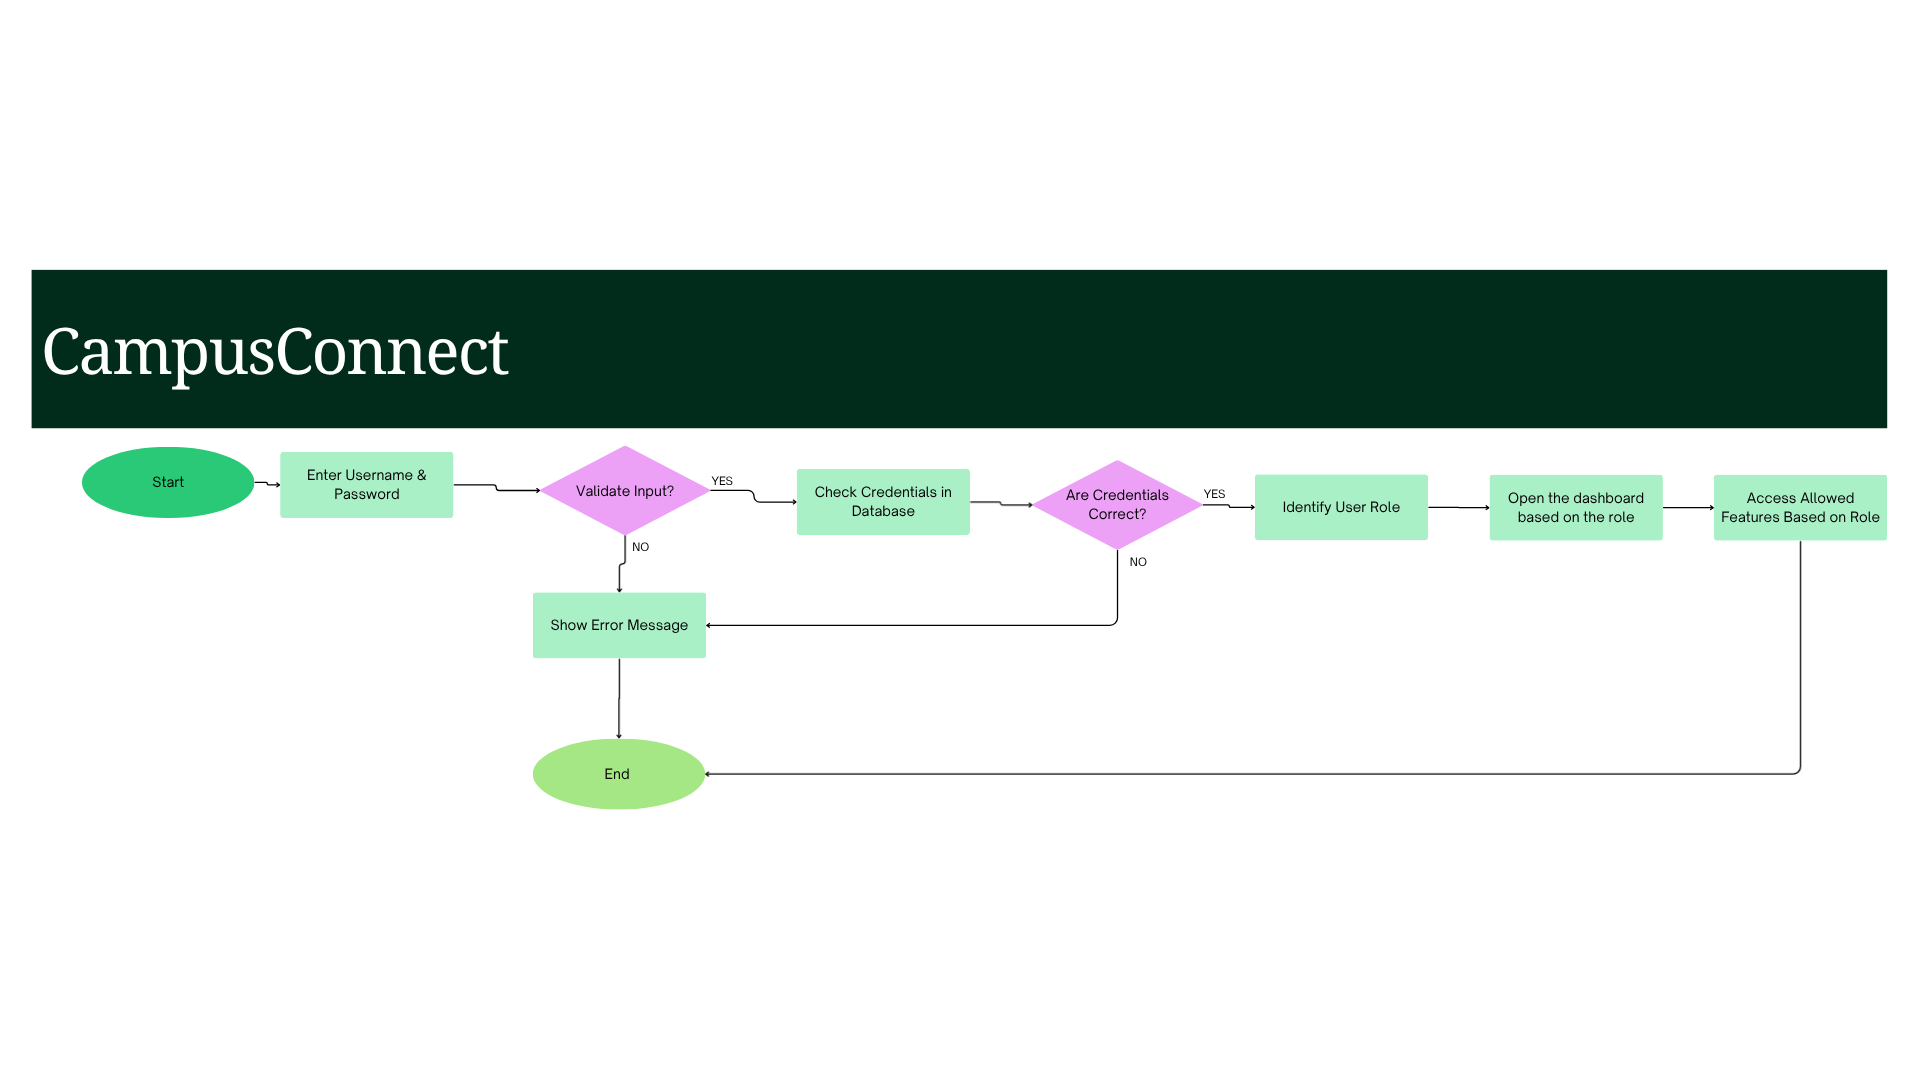 CampusConnect
Start
Enter Username &
Password
Validate Input?
YES
Check Credentials in
Database
Are Credentials
Correct?
YES
Identify User Role
Open the dashboard
based on the role
Access Allowed
Features Based on Role
NO
NO
Show Error Message
End